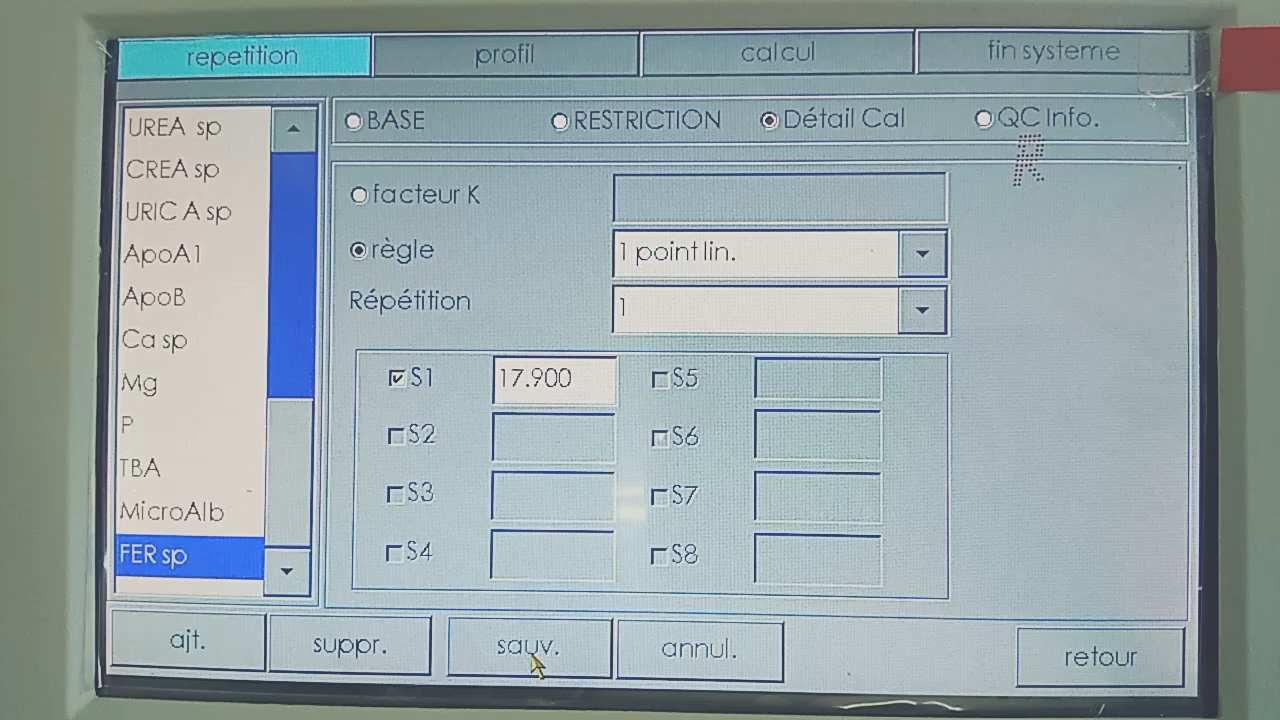 repetition profil calcul fin systeme
UREA sp
CREA sp
URIC A sp
ApoA1
ApoB
Ca sp
Mg
P
TBA
MicroAlb
FER sp
BASE RESTRICTION Détail Cal QC Info.
R
facteur K
règle 1 point lin.
Répétition 1
S1 17.900 S5
S2 S6
S3 S7
S4 S8
ajt. suppr. sauv. annul. retour